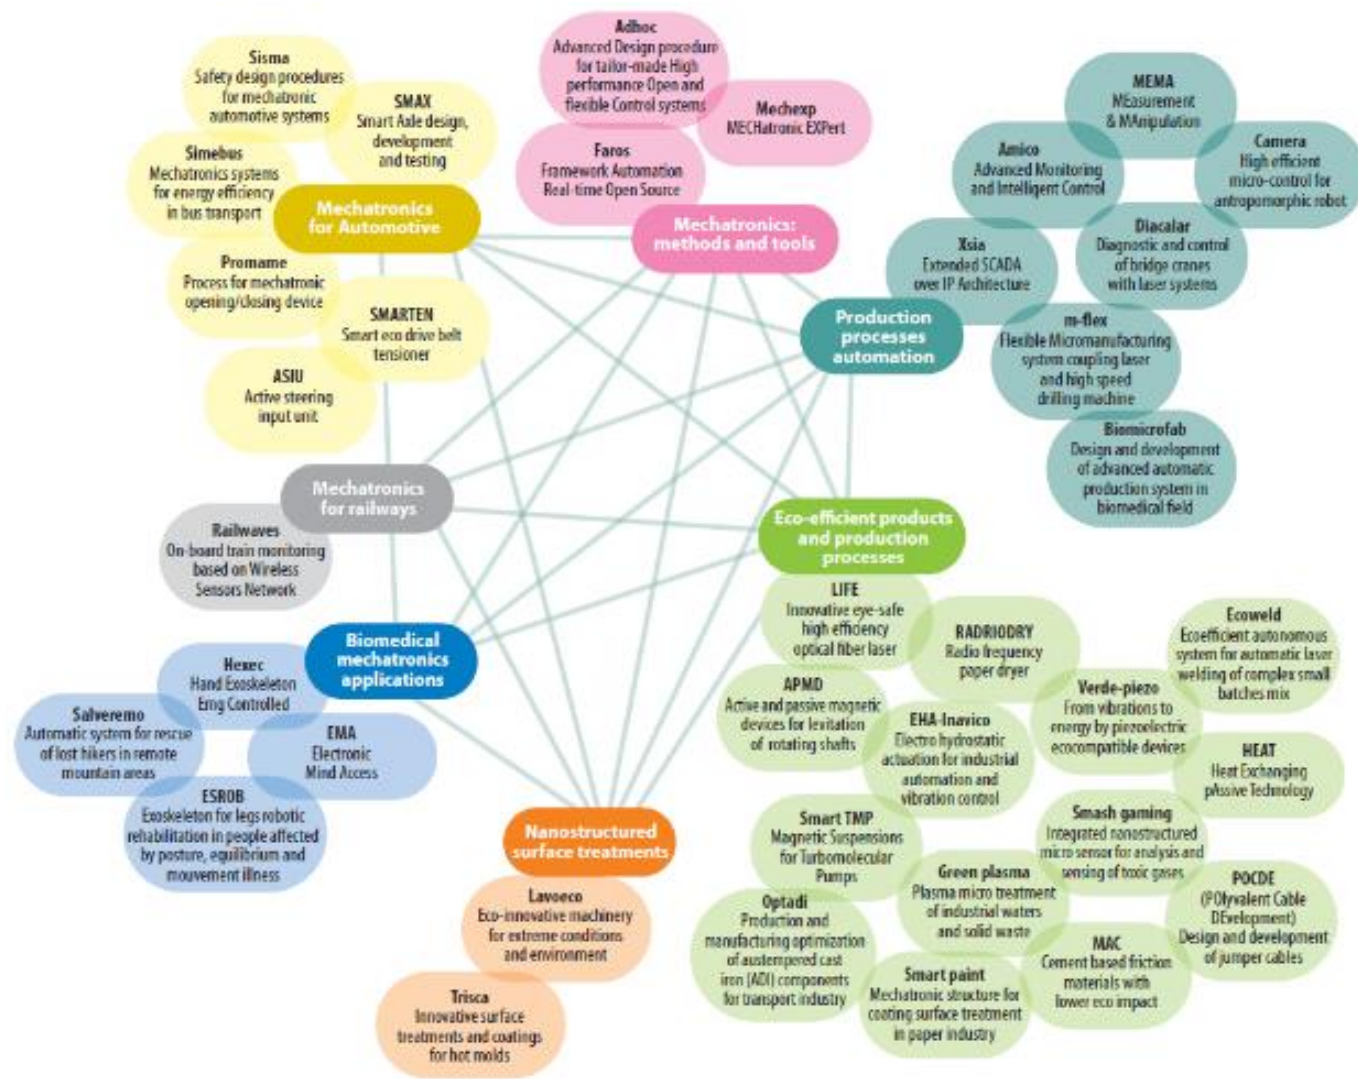 Sisma
Safety design procedures
for mechatronic
automotive systems
SMAX
Smart Axle design,
development
and testing
Simebus
Mechatronics systems
for energy efficiency
in bus transport
Mechatronics
for Automotive
Promame
Process for mechatronic
opening/closing device
SMARTEN
Smart eco drive belt
tensioner
ASIU
Active steering
input unit
Adhoc
Advanced Design procedure
for tailor-made High
performance Open and
flexible Control systems
Mechexp
MECHatronic EXPert
Faros
Framework Automation
Real-time Open Source
Mechatronics:
methods and tools
MEMA
MEasurement
& MAnipulation
Amico
Advanced Monitoring
and Intelligent Control
Camera
High efficient
micro-control for
antropomorphic robot
Xsia
Extended SCADA
over IP Architecture
Diacalar
Diagnostic and control
of bridge cranes
with laser systems
Production
processes
automation
m-flex
Flexible Micromanufacturing
system coupling laser
and high speed
drilling machine
Biomicrofab
Design and development
of advanced automatic
production system in
biomedical field
Mechatronics
for railways
Railwaves
On-board train monitoring
based on Wireless
Sensors Network
Eco-efficient products
and production
processes
LIFE
Innovative eye-safe
high efficiency
optical fiber laser
RADRIODRY
Radio frequency
paper dryer
Ecoweld
Ecoefficient autonomous
system for automatic laser
welding of complex small
batches mix
APMD
Active and passive magnetic
devices for levitation
of rotating shafts
EHA-Inavico
Electro hydrostatic
actuation for industrial
automation and
vibration control
Verde-piezo
From vibrations to
energy by piezoelectric
ecocompatible devices
HEAT
Heat Exchanging
pAssive Technology
Smart TMP
Magnetic Suspensions
for Turbomolecular
Pumps
Smash gaming
Integrated nanostructured
micro sensor for analysis and
sensing of toxic gases
Green plasma
Plasma micro treatment
of industrial waters
and solid waste
POCDE
(POlyvalent Cable
DEvelopment)
Design and development
of jumper cables
Optadi
Production and
manufacturing optimization
of austempered cast
iron (ADI) components
for transport industry
MAC
Cement based friction
materials with
lower eco impact
Smart paint
Mechatronic structure for
coating surface treatment
in paper industry
Biomedical
mechatronics
applications
Hexec
Hand Exoskeleton
Emg Controlled
Salveremo
Automatic system for rescue
of lost hikers in remote
mountain areas
EMA
Electronic
Mind Access
ESROB
Exoskeleton for legs robotic
rehabilitation in people affected
by posture, equilibrium and
mouvement illness
Nanostructured
surface treatments
Lavoeco
Eco-innovative machinery
for extreme conditions
and environment
Trisca
Innovative surface
treatments and coatings
for hot molds